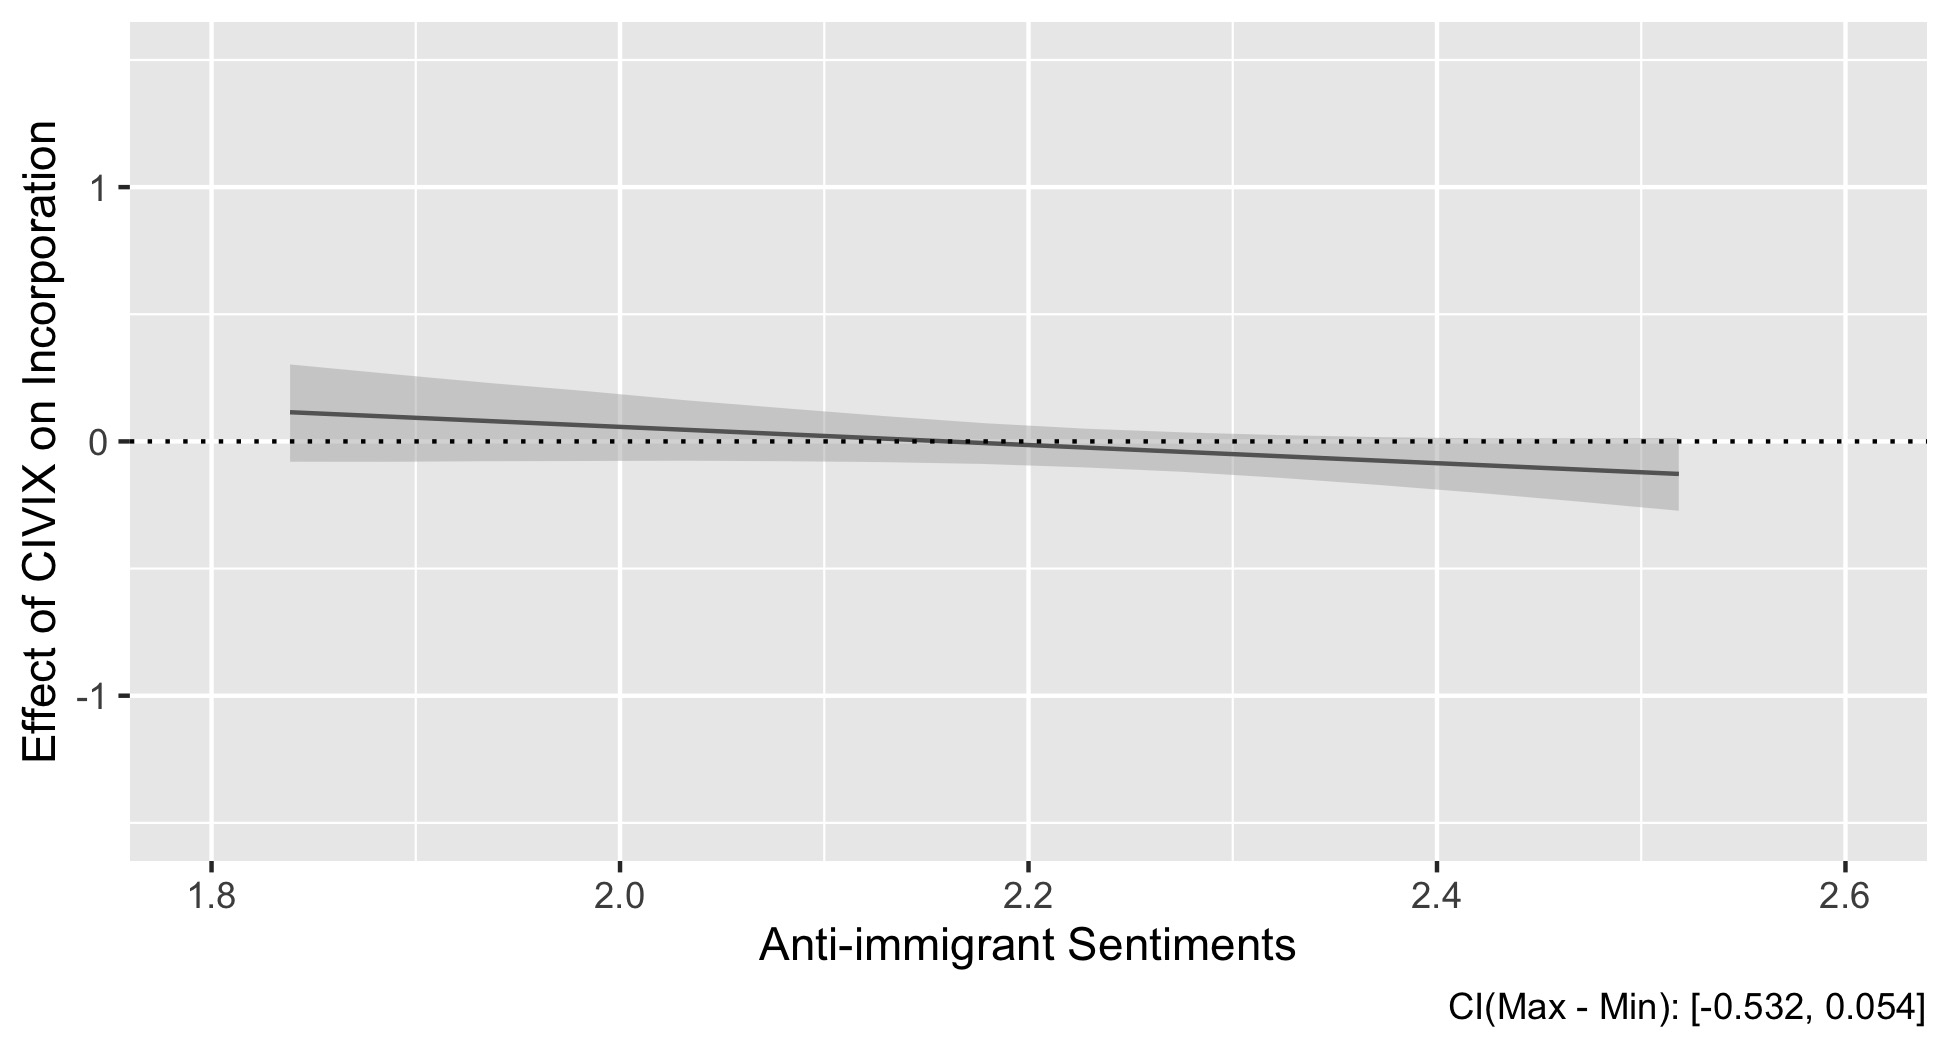 Effect of CIVIX on Incorporation
1
0
-1
1.8
2.0
2.2
2.4
2.6
Anti-immigrant Sentiments
CI(Max - Min): [-0.532, 0.054]